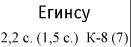 Егинсу
2,2 с. (1,5 с.) К-8 (7)